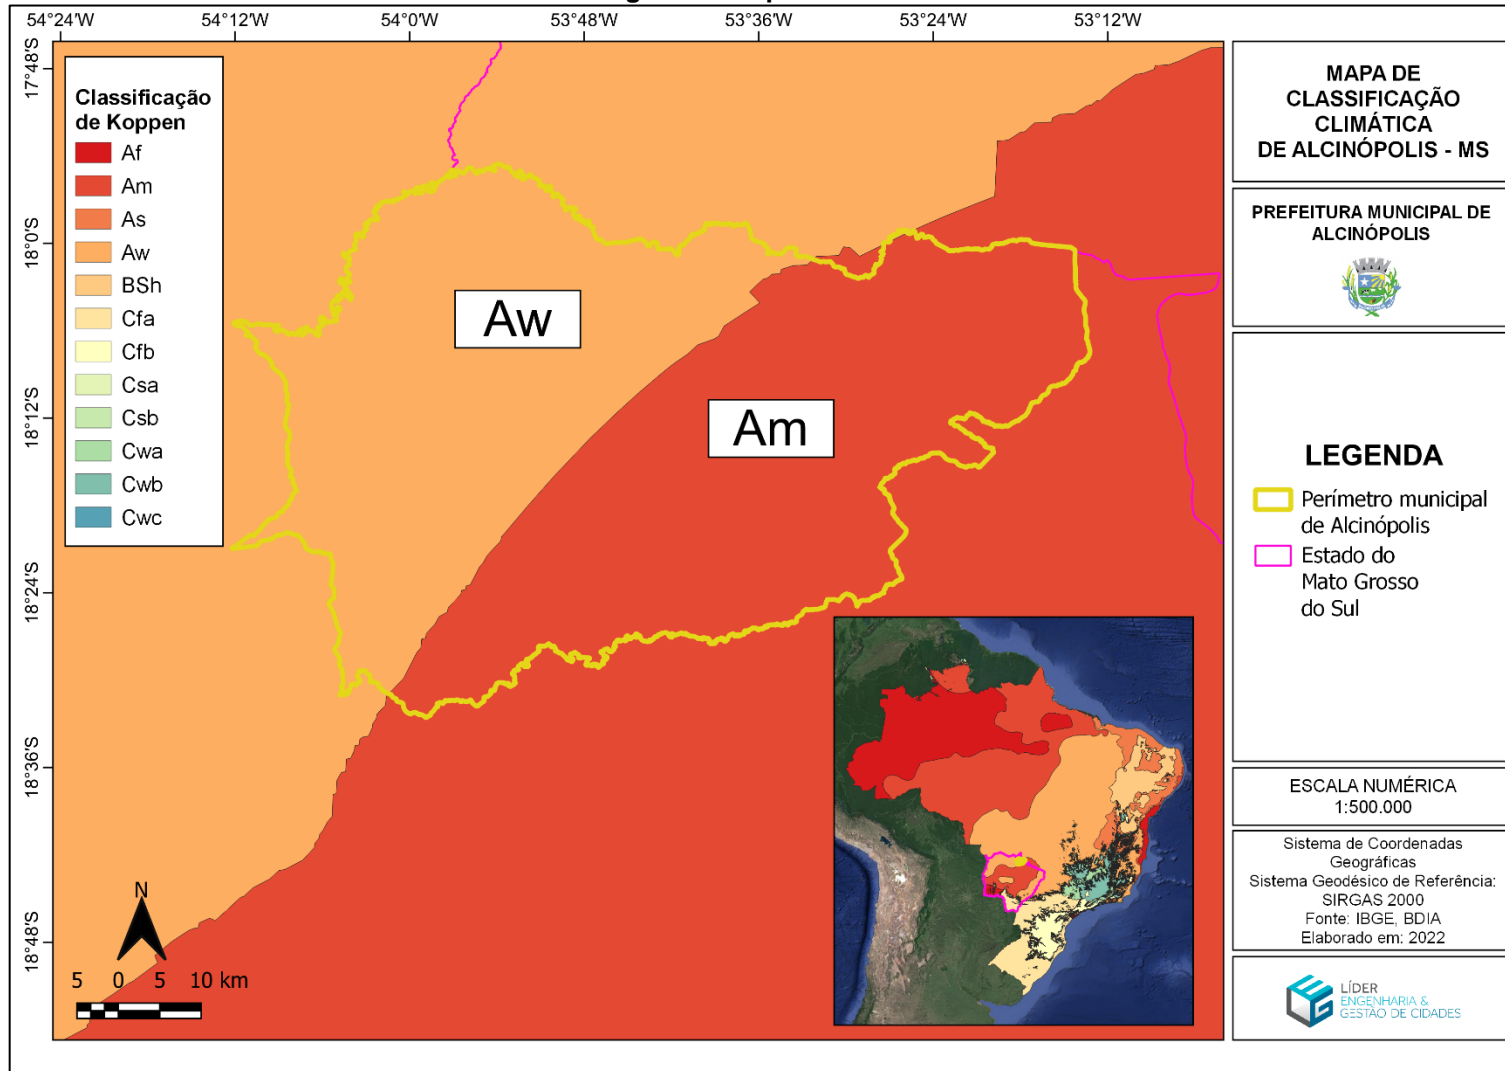 54°24'W 54°12'W 54°0'W 53°48'W 53°36'W 53°24'W 53°12'W
17°48'S
18°0'S
18°12'S
18°24'S
18°36'S
18°48'S
Classificação
de Koppen
Af
Am
As
Aw
BSh
Cfa
Cfb
Csa
Csb
Cwa
Cwb
Cwc
Aw
Am
N
5 0 5 10 km
MAPA DE
CLASSIFICAÇÃO
CLIMÁTICA
DE ALCINÓPOLIS - MS
PREFEITURA MUNICIPAL DE
ALCINÓPOLIS
LEGENDA
Perímetro municipal
de Alcinópolis
Estado do
Mato Grosso
do Sul
ESCALA NUMÉRICA
1:500.000
Sistema de Coordenadas
Geográficas
Sistema Geodésico de Referência:
SIRGAS 2000
Fonte: IBGE, BDIA
Elaborado em: 2022
LÍDER
ENGENHARIA &
GESTÃO DE CIDADES